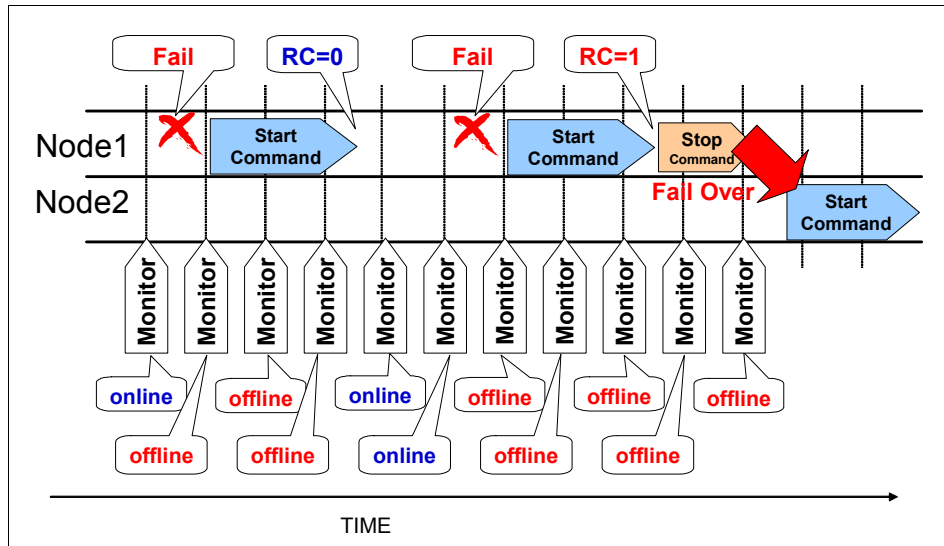 Fail
RC=0
Fail
RC=1
Node1
Start
Command
Start
Command
Stop
Command
Fail Over
Node2
Start
Command
Monitor
Monitor
Monitor
Monitor
Monitor
Monitor
Monitor
Monitor
Monitor
Monitor
Monitor
online
offline
online
offline
offline
offline
offline
offline
online
offline
offline
TIME